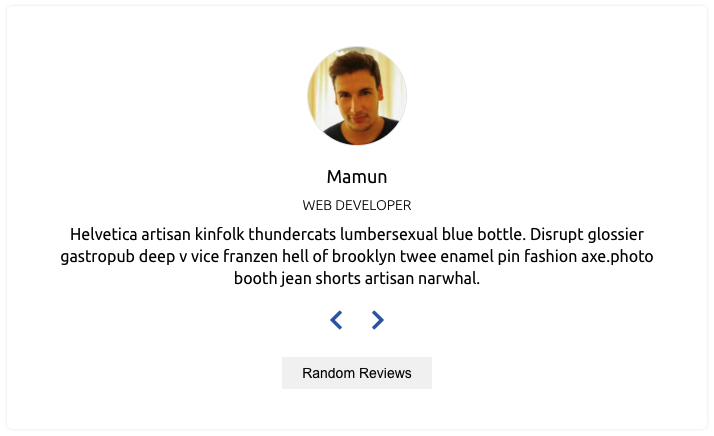 Mamun
WEB DEVELOPER
Helvetica artisan kinfolk thundercats lumbersexual blue bottle. Disrupt glossier
gastropub deep v vice franzen hell of brooklyn twee enamel pin fashion axe.photo
booth jean shorts artisan narwhal.
Random Reviews